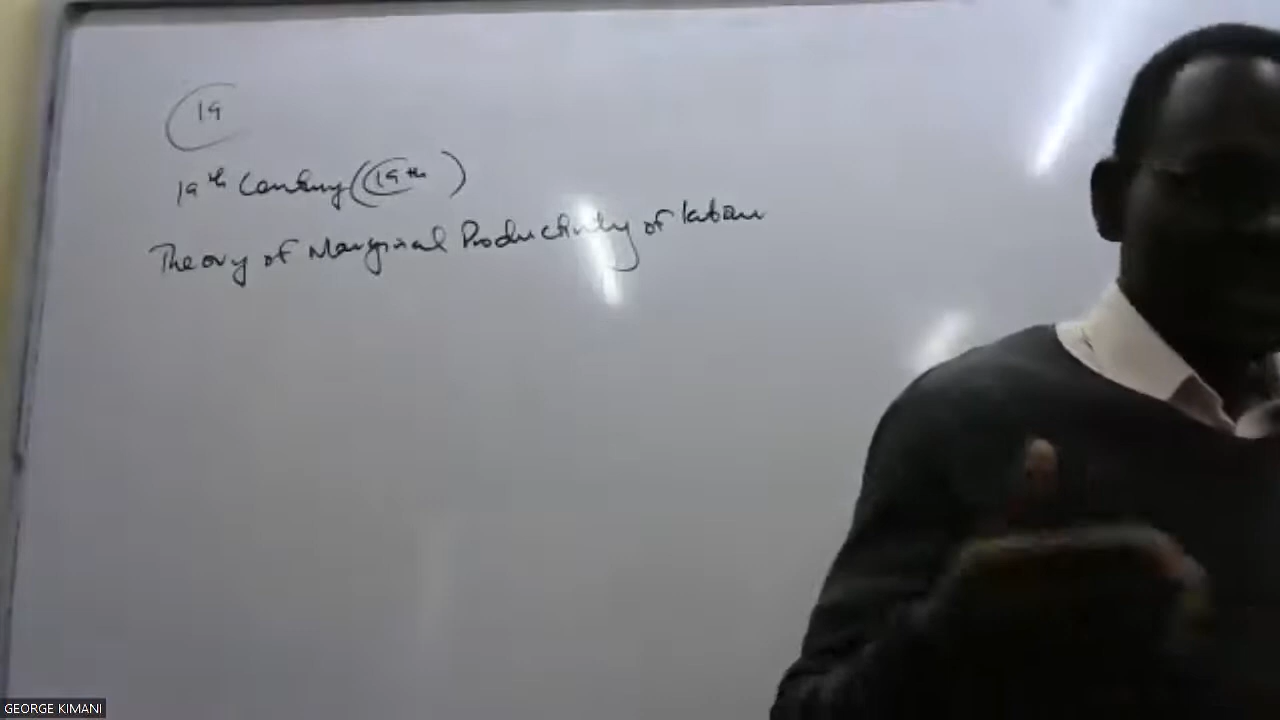 19
19th Century (19th)
Theory of Marginal Productivity of labour
GEORGE KIMANI